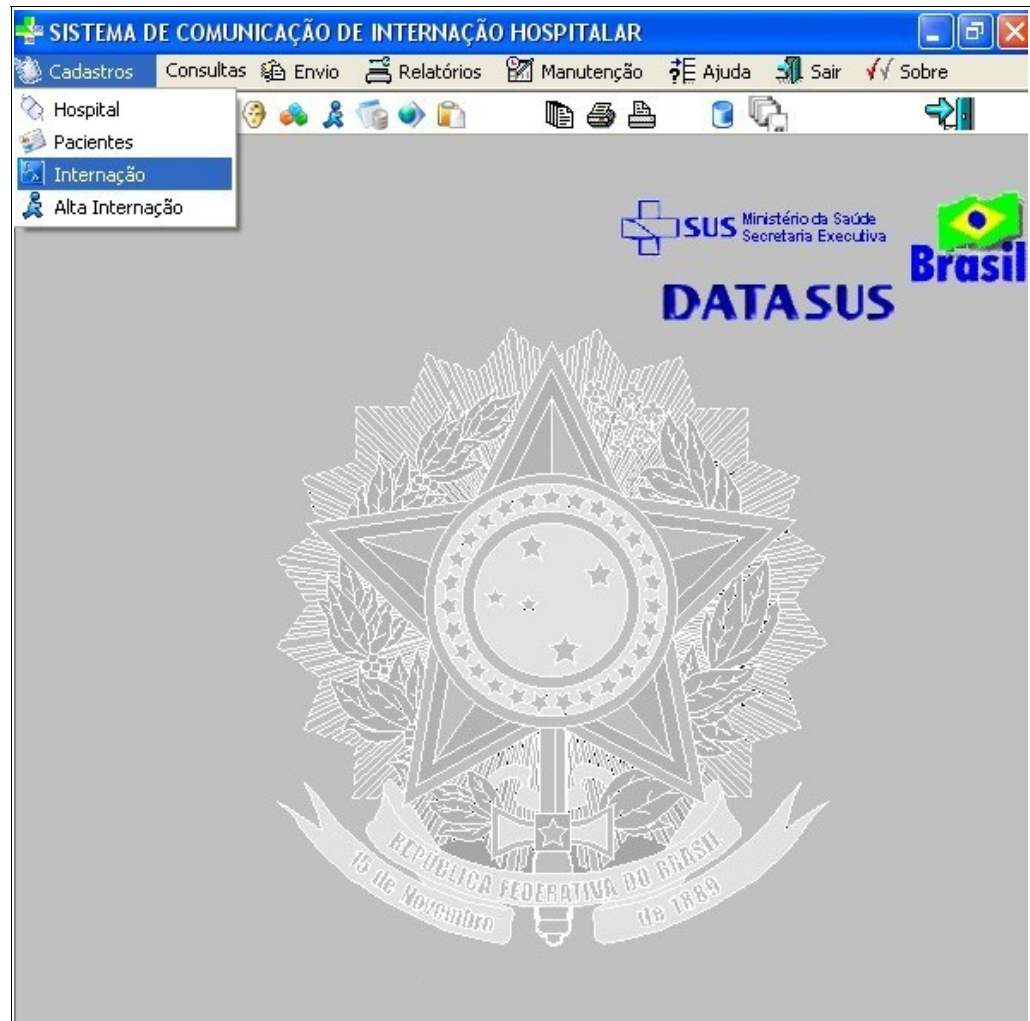 SISTEMA DE COMUNICAÇÃO DE INTERNAÇÃO HOSPITALAR
Cadastros Consultas Envio Relatórios Manutenção Ajuda Sair Sobre
Hospital
Pacientes
Internação
Alta Internação
SUS Ministério da Saúde
Secretaria Executiva
Brasil
DATASUS
REPÚBLICA FEDERATIVA DO BRASIL
15 de Novembro de 1889